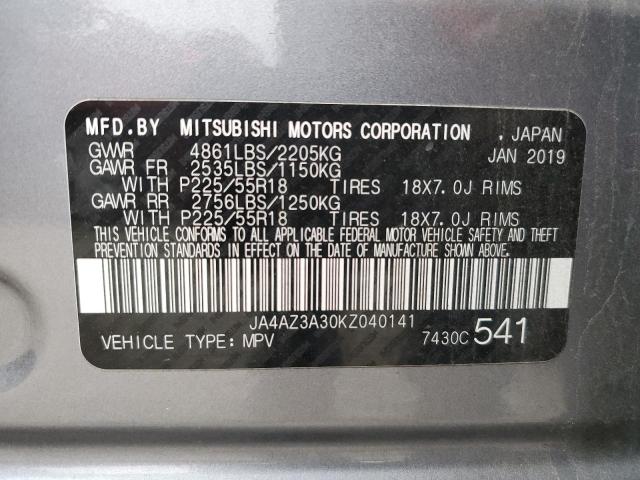 MFD.BY MITSUBISHI MOTORS CORPORATION . JAPAN
GVWR 4861LBS/2205KG JAN 2019
GAWR FR 2535LBS/1150KG
WITH P225/55R18 TIRES 18X7.0J RIMS
GAWR RR 2756LBS/1250KG
WITH P225/55R18 TIRES 18X7.0J RIMS
THIS VEHICLE CONFORMS TO ALL APPLICABLE FEDERAL MOTOR VEHICLE SAFETY AND THEFT
PREVENTION STANDARDS IN EFFECT ON THE DATE OF MANUFACTURE SHOWN ABOVE.
JA4AZ3A30KZ040141
VEHICLE TYPE: MPV 7430C 541